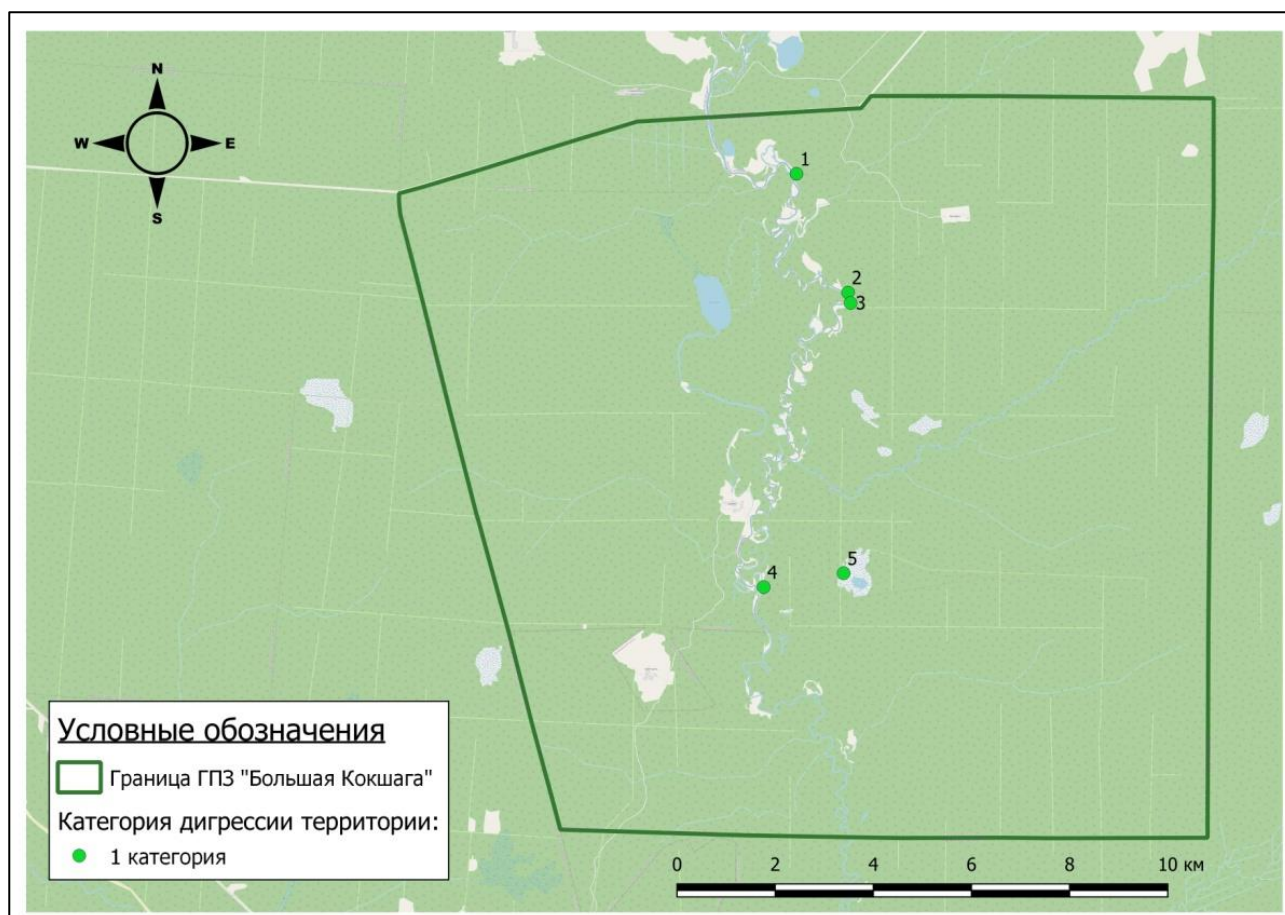 N
W E
S
1
2
3
4
5
Условные обозначения
Граница ГПЗ "Большая Кокшага"
Категория дигрессии территории:
1 категория
0 2 4 6 8 10 км